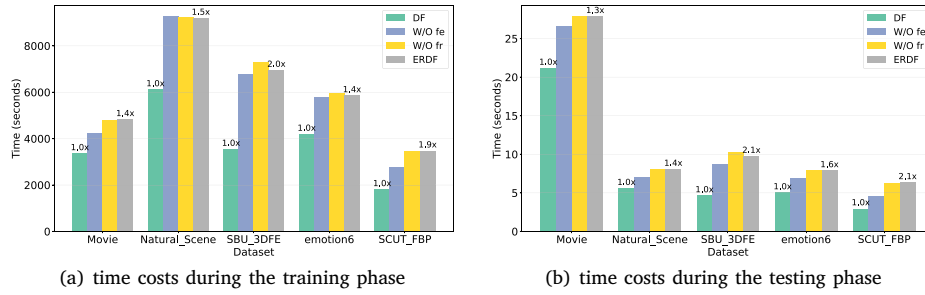 Time (seconds)
8000
6000
4000
2000
0
1.0x
1.4x
1.0x
1.5x
1.0x
2.0x
1.0x
1.4x
1.0x
1.9x
DF
W/O fe
W/O fr
ERDF
Movie Natural_Scene SBU_3DFE emotion6 SCUT_FBP
Dataset
(a) time costs during the training phase
Time (seconds)
25
20
15
10
5
0
1.0x
1.3x
1.0x
1.4x
1.0x
2.1x
1.0x
1.6x
1.0x
2.1x
DF
W/O fe
W/O fr
ERDF
Movie Natural_Scene SBU_3DFE emotion6 SCUT_FBP
Dataset
(b) time costs during the testing phase